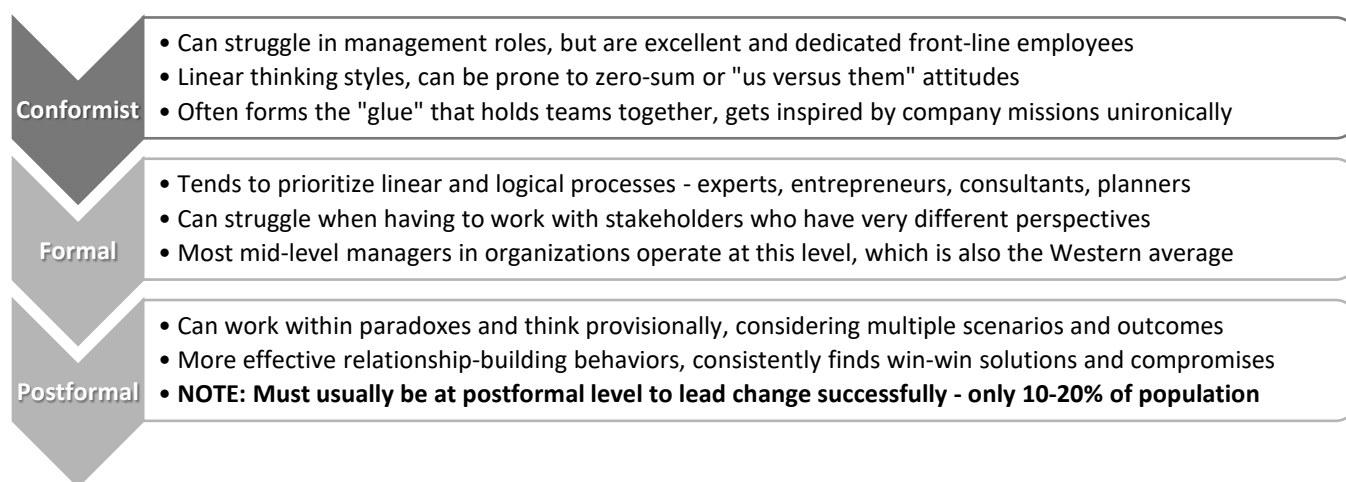 Conformist
• Can struggle in management roles, but are excellent and dedicated front-line employees
• Linear thinking styles, can be prone to zero-sum or "us versus them" attitudes
• Often forms the "glue" that holds teams together, gets inspired by company missions unironically
Formal
• Tends to prioritize linear and logical processes - experts, entrepreneurs, consultants, planners
• Can struggle when having to work with stakeholders who have very different perspectives
• Most mid-level managers in organizations operate at this level, which is also the Western average
Postformal
• Can work within paradoxes and think provisionally, considering multiple scenarios and outcomes
• More effective relationship-building behaviors, consistently finds win-win solutions and compromises
• NOTE: Must usually be at postformal level to lead change successfully - only 10-20% of population